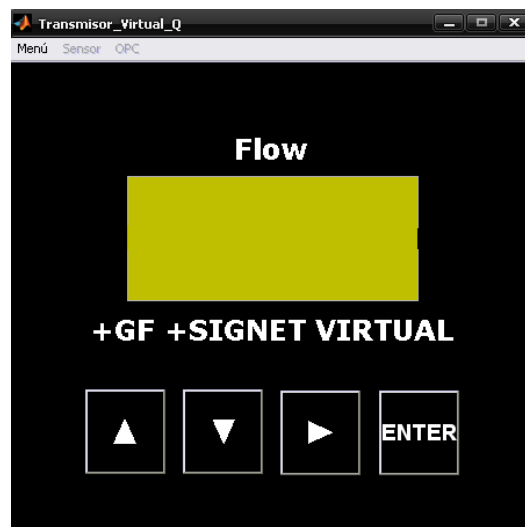 Transmisor_Virtual_Q
Menú Sensor OPC
Flow
+GF +SIGNET VIRTUAL
ENTER